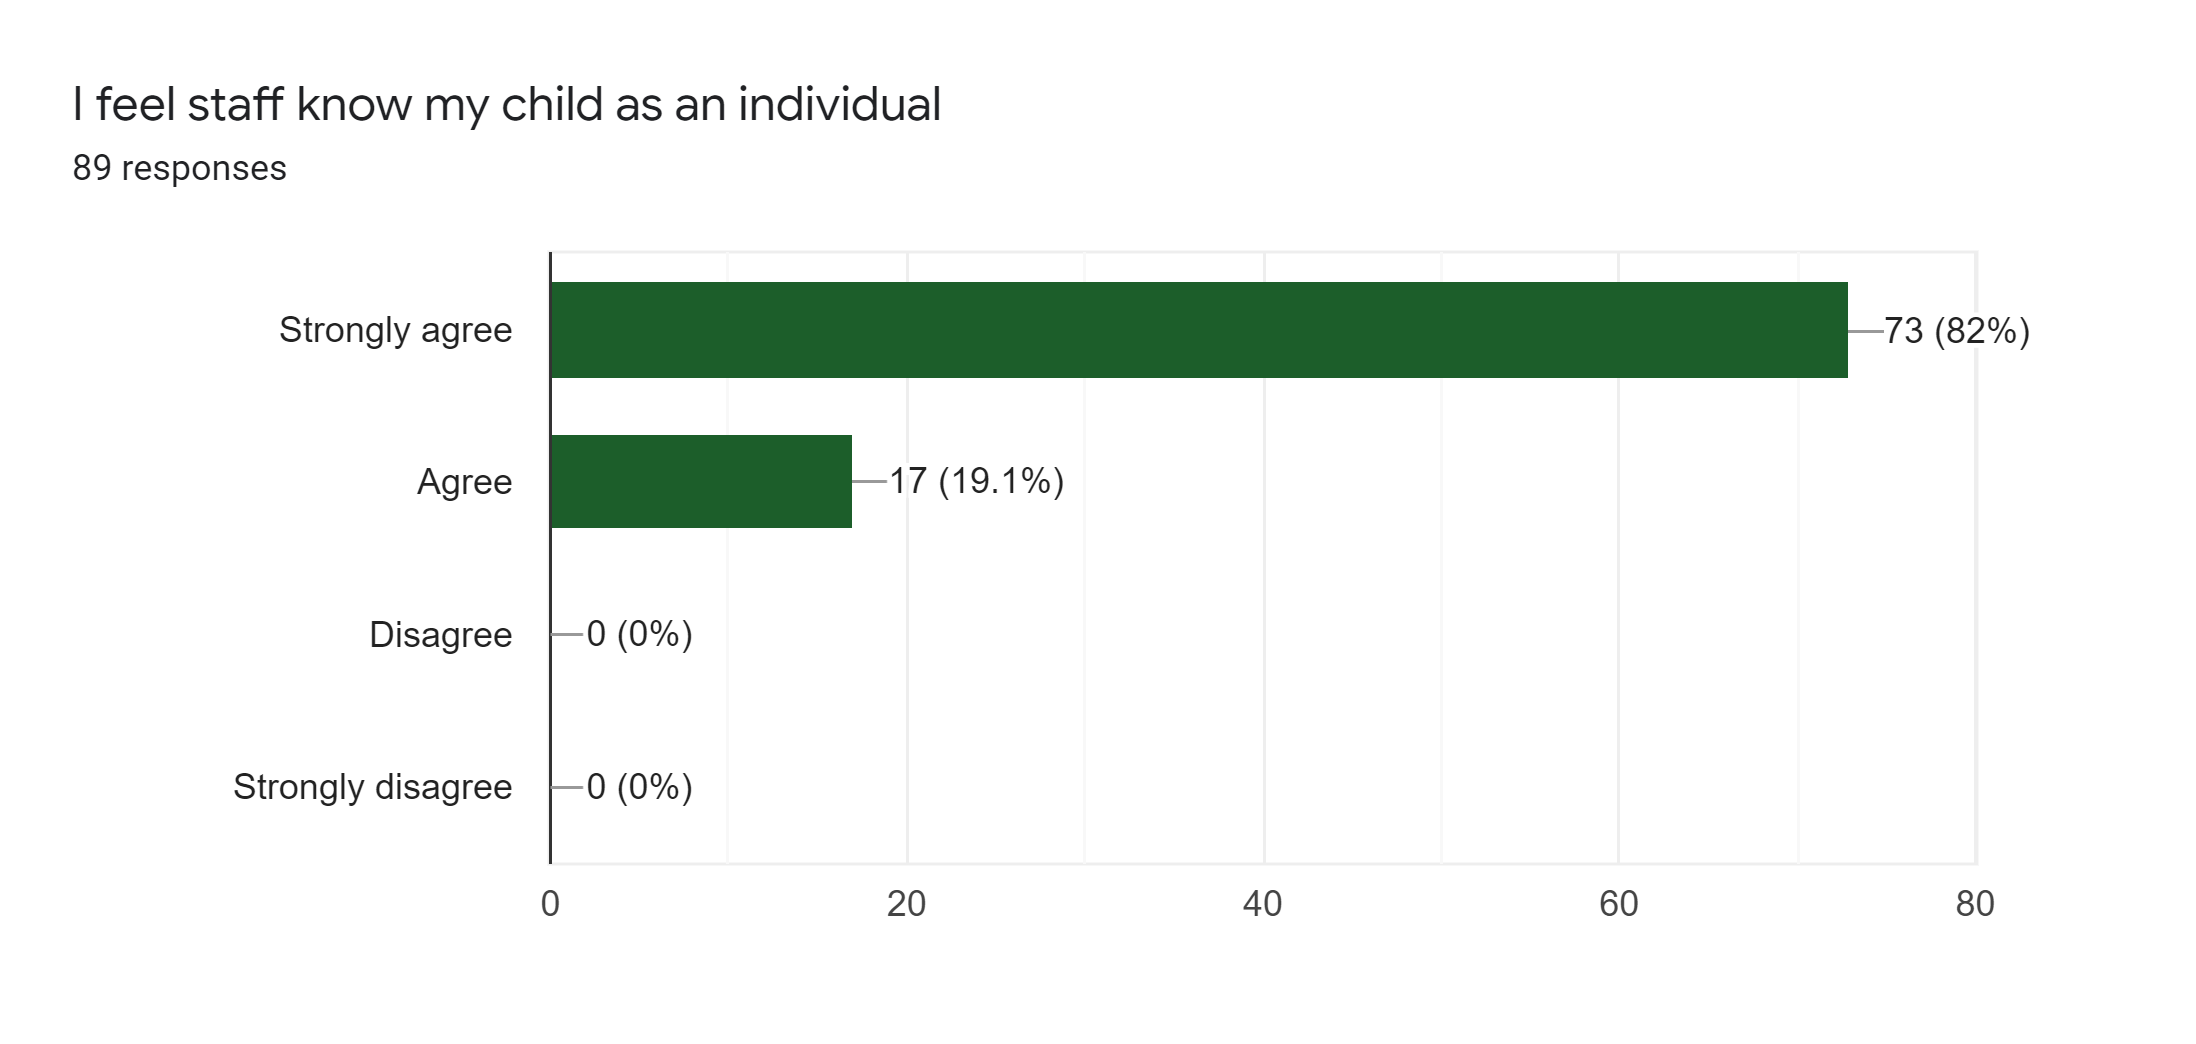 I feel staff know my child as an individual
89 responses
Strongly agree
73 (82%)
Agree
17 (19.1%)
Disagree
0 (0%)
Strongly disagree
0 (0%)
0 20 40 60 80